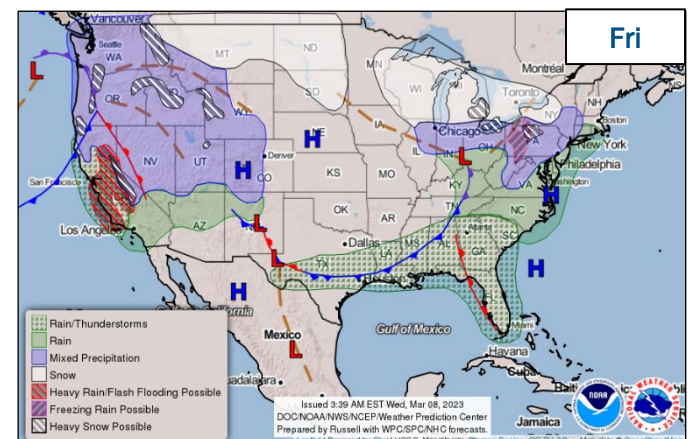 Fri
Vancouver
Seattle
WA
MT
ND
MN
Montréal
OR
ID
WY
SD
WI
MI
Toronto
NY
NH
Boston
NE
IA
Chicago
PA
New York
NV
UT
Denver
CO
IL
IN
OH
Philadelphia
San Francisco
KS
MO
KY
VA
Washington
Los Angeles
AZ
NM
OK
AR
TN
NC
SC
Dallas
Atlanta
TX
LA
MS
AL
GA
Houston
FL
Miami
Gulf of Mexico
Mexico
Havana
Cuba
Jamaica
L
L
L
L
L
H
H
H
H
H
Rain/Thunderstorms
Rain
Mixed Precipitation
Snow
Heavy Rain/Flash Flooding Possible
Freezing Rain Possible
Heavy Snow Possible
Issued 3:39 AM EST Wed, Mar 08, 2023
DOC/NOAA/NWS/NCEP/Weather Prediction Center
Prepared by Russell with WPC/SPC/NHC forecasts.
NOAA